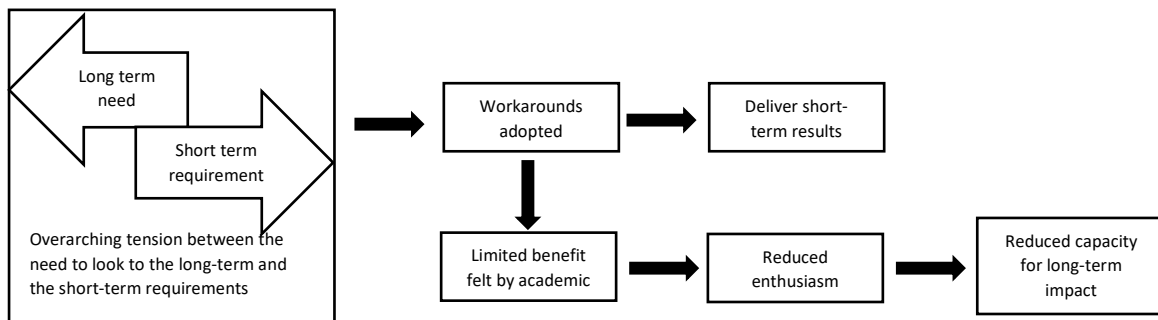 Long term
need
Short term
requirement
Overarching tension between the
need to look to the long-term and
the short-term requirements
Workarounds
adopted
Deliver short-
term results
Limited benefit
felt by academic
Reduced
enthusiasm
Reduced capacity
for long-term
impact